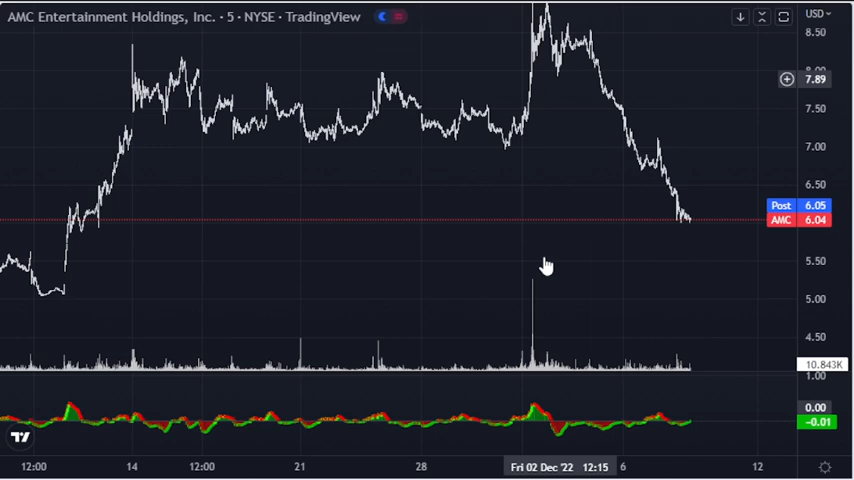 AMC Entertainment Holdings, Inc. · 5 · NYSE · TradingView
USD
8.50
8.00
7.89
7.50
7.00
6.50
Post 6.05
AMC 6.04
5.50
5.00
4.50
10.843K
1.00
0.00
−0.01
12:00 14 12:00 21 28 Fri 02 Dec '22 12:15 6 12